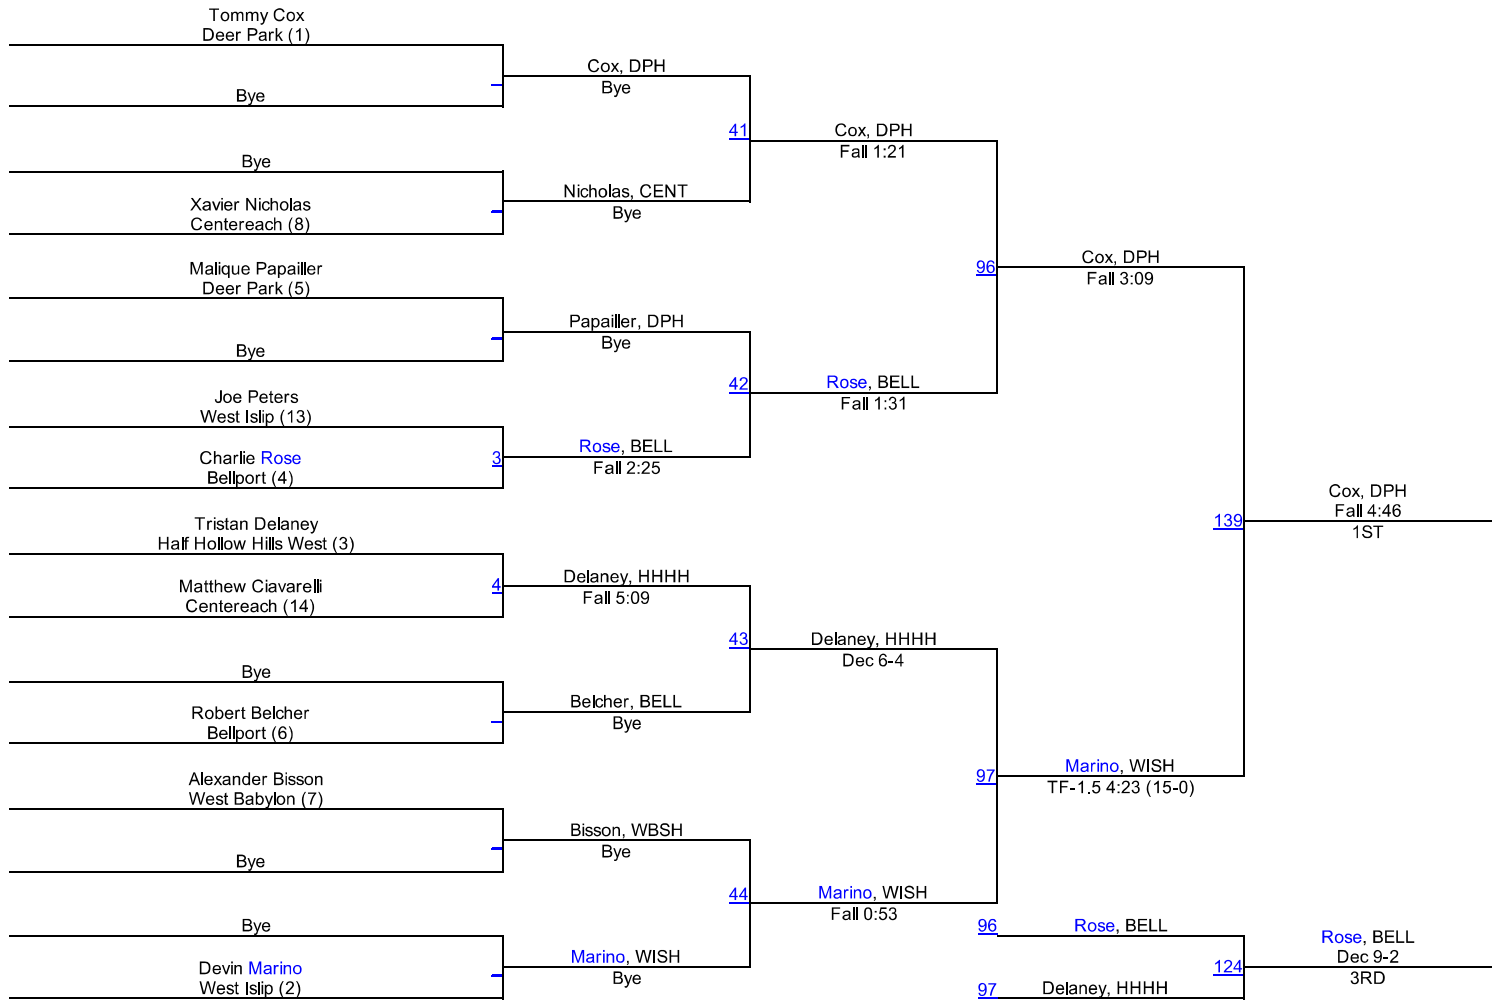 Tommy Cox
Deer Park (1)
Bye
Bye
Xavier Nicholas
Centereach (8)
Malique Papailler
Deer Park (5)
Bye
Joe Peters
West Islip (13)
Charlie Rose
Bellport (4)
Tristan Delaney
Half Hollow Hills West (3)
Matthew Ciavarelli
Centereach (14)
Bye
Robert Belcher
Bellport (6)
Alexander Bisson
West Babylon (7)
Bye
Bye
Devin Marino
West Islip (2)
3
4
Cox, DPH
Bye
Nicholas, CENT
Bye
Papailler, DPH
Bye
Rose, BELL
Fall 2:25
Delaney, HHHH
Fall 5:09
Belcher, BELL
Bye
Bisson, WBSH
Bye
Marino, WISH
Bye
41
42
43
44
Cox, DPH
Fall 1:21
Rose, BELL
Fall 1:31
Delaney, HHHH
Dec 6-4
Marino, WISH
Fall 0:53
96
97
Cox, DPH
Fall 3:09
Marino, WISH
TF-1.5 4:23 (15-0)
139
Cox, DPH
Fall 4:46
1ST
96
Rose, BELL
97
Delaney, HHHH
124
Rose, BELL
Dec 9-2
3RD